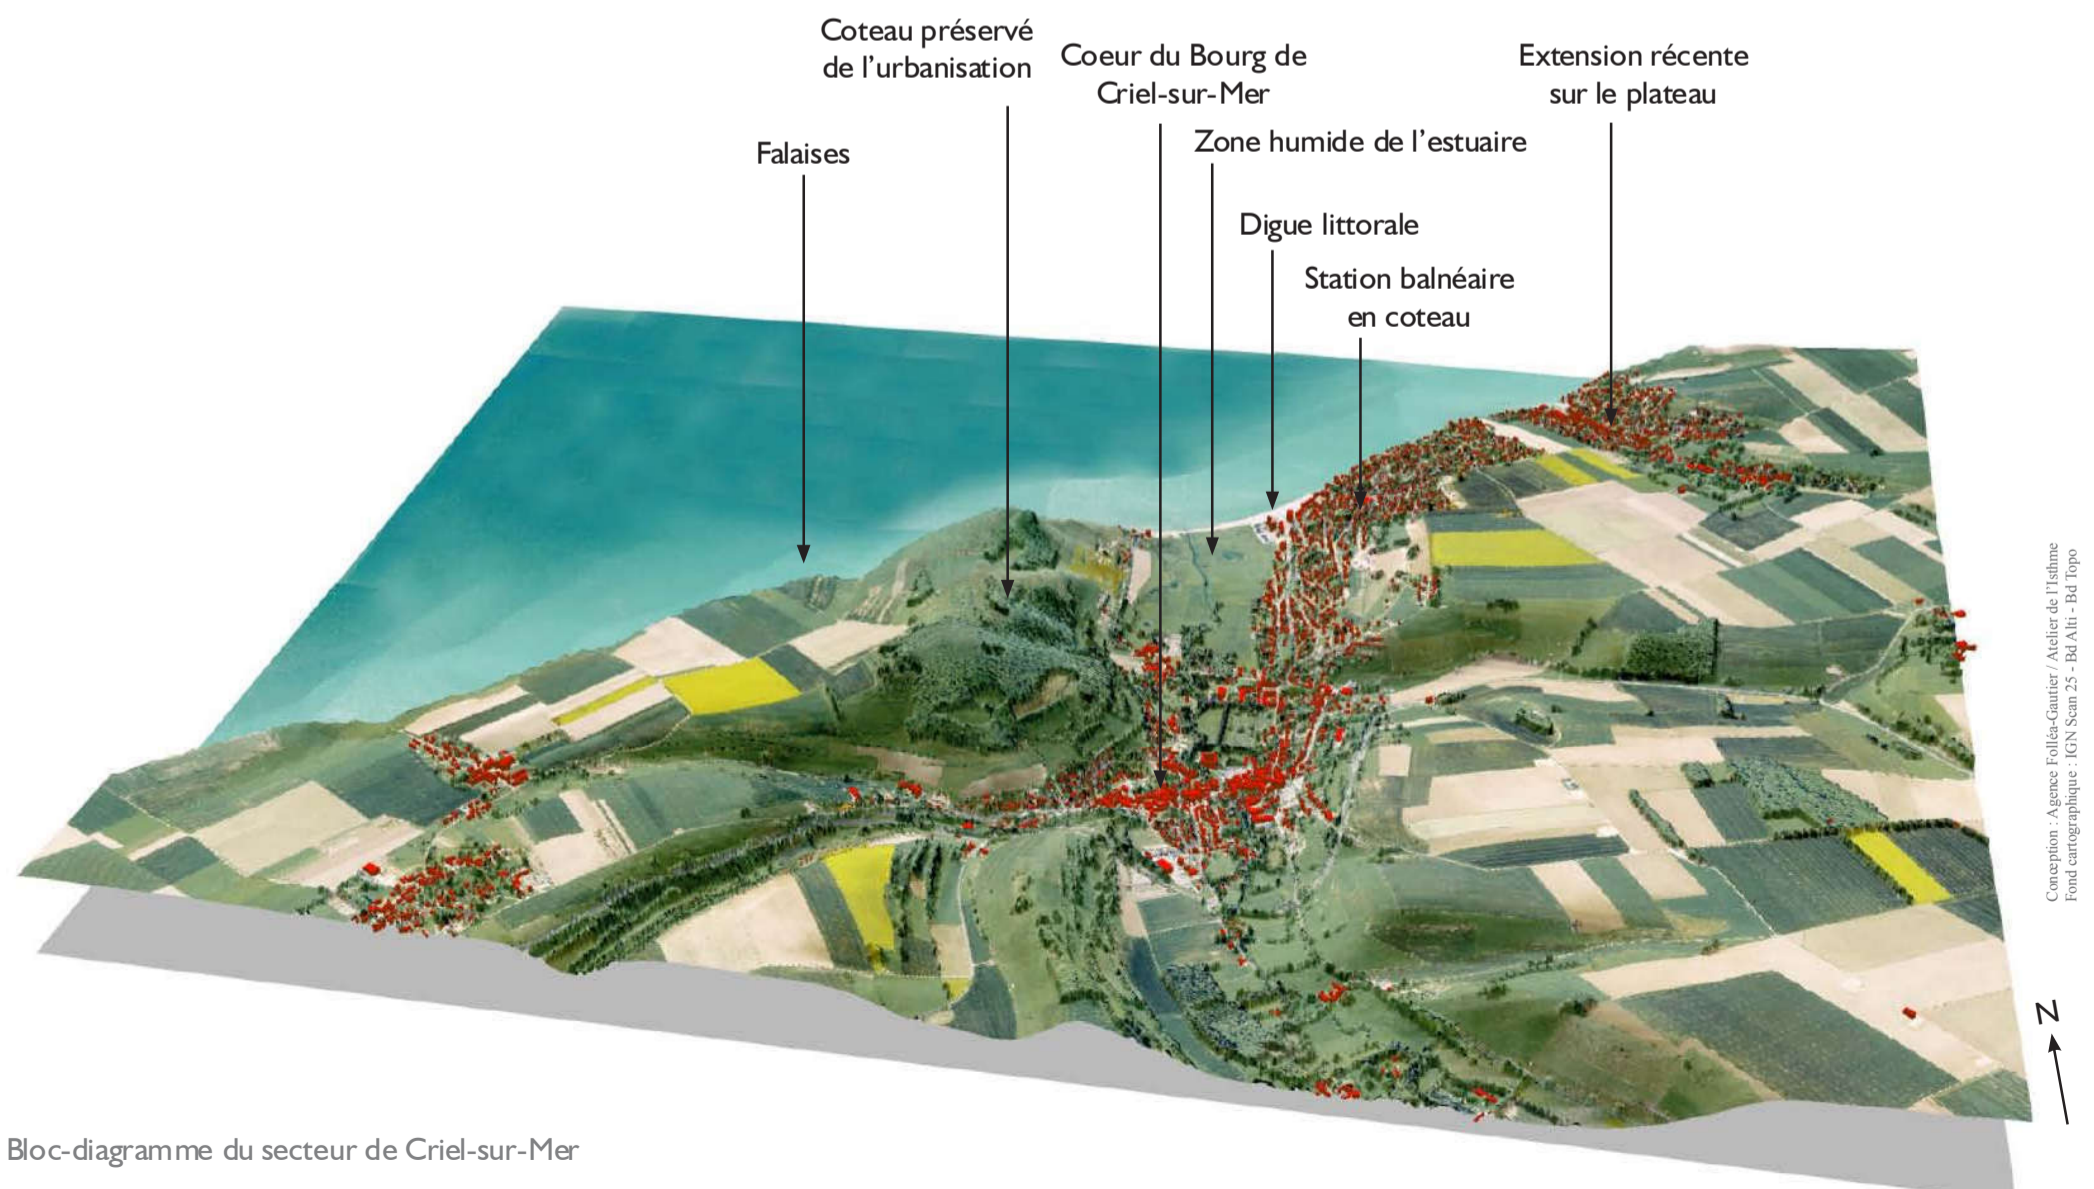 Coteau préservé
de l'urbanisation
Coeur du Bourg de
Criel-sur-Mer
Extension récente
sur le plateau
Falaises
Zone humide de l'estuaire
Digue littorale
Station balnéaire
en coteau
Conception : Agence Folléa-Gautier / Atelier de l'Isthme
Fond cartographique : IGN Scan 25 - Bd Alti - Bd Topo
N
Bloc-diagramme du secteur de Criel-sur-Mer